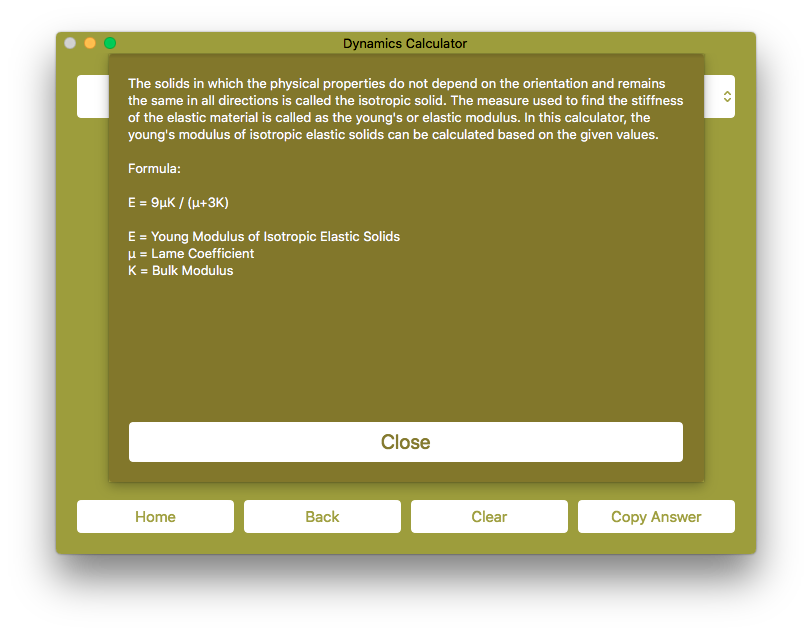 Dynamics Calculator
The solids in which the physical properties do not depend on the orientation and remains
the same in all directions is called the isotropic solid. The measure used to find the stiffness
of the elastic material is called as the young's or elastic modulus. In this calculator, the
young's modulus of isotropic elastic solids can be calculated based on the given values.
Formula:
E = 9μK / (μ+3K)
E = Young Modulus of Isotropic Elastic Solids
μ = Lame Coefficient
K = Bulk Modulus
Close
Home
Back
Clear
Copy Answer